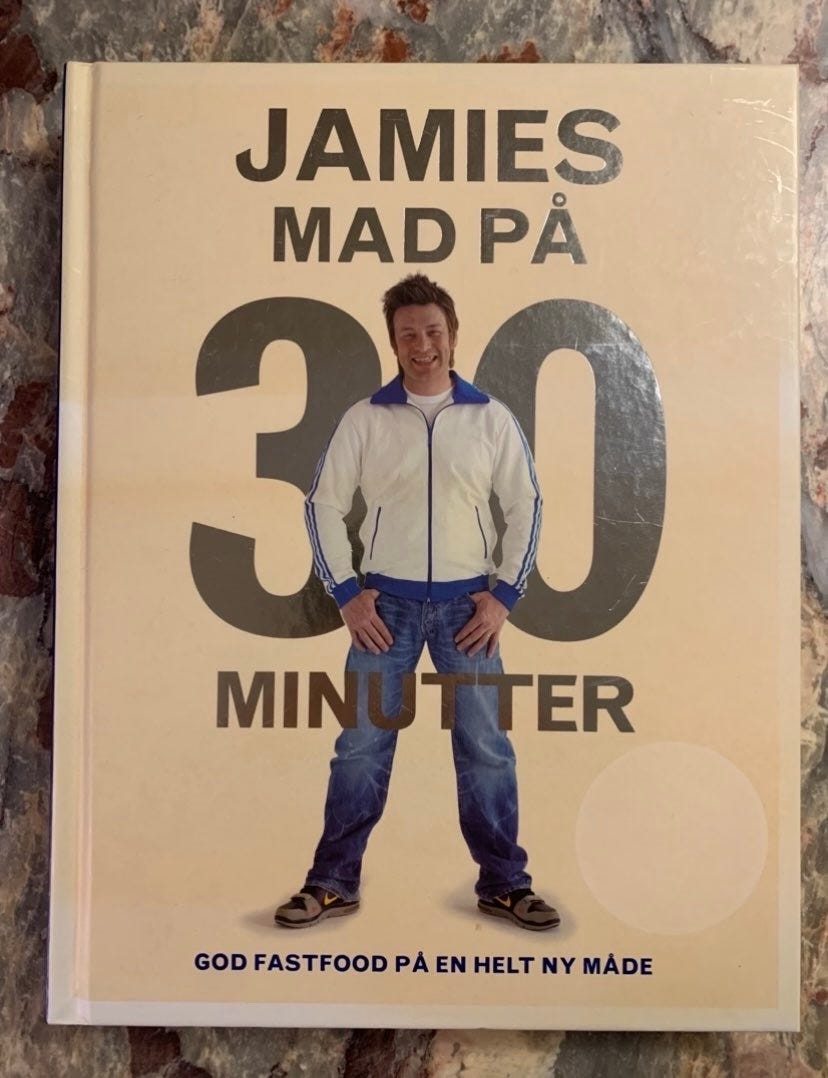 JAMIES
MAD PÅ
30
MINUTTER
GOD FASTFOOD PÅ EN HELT NY MÅDE